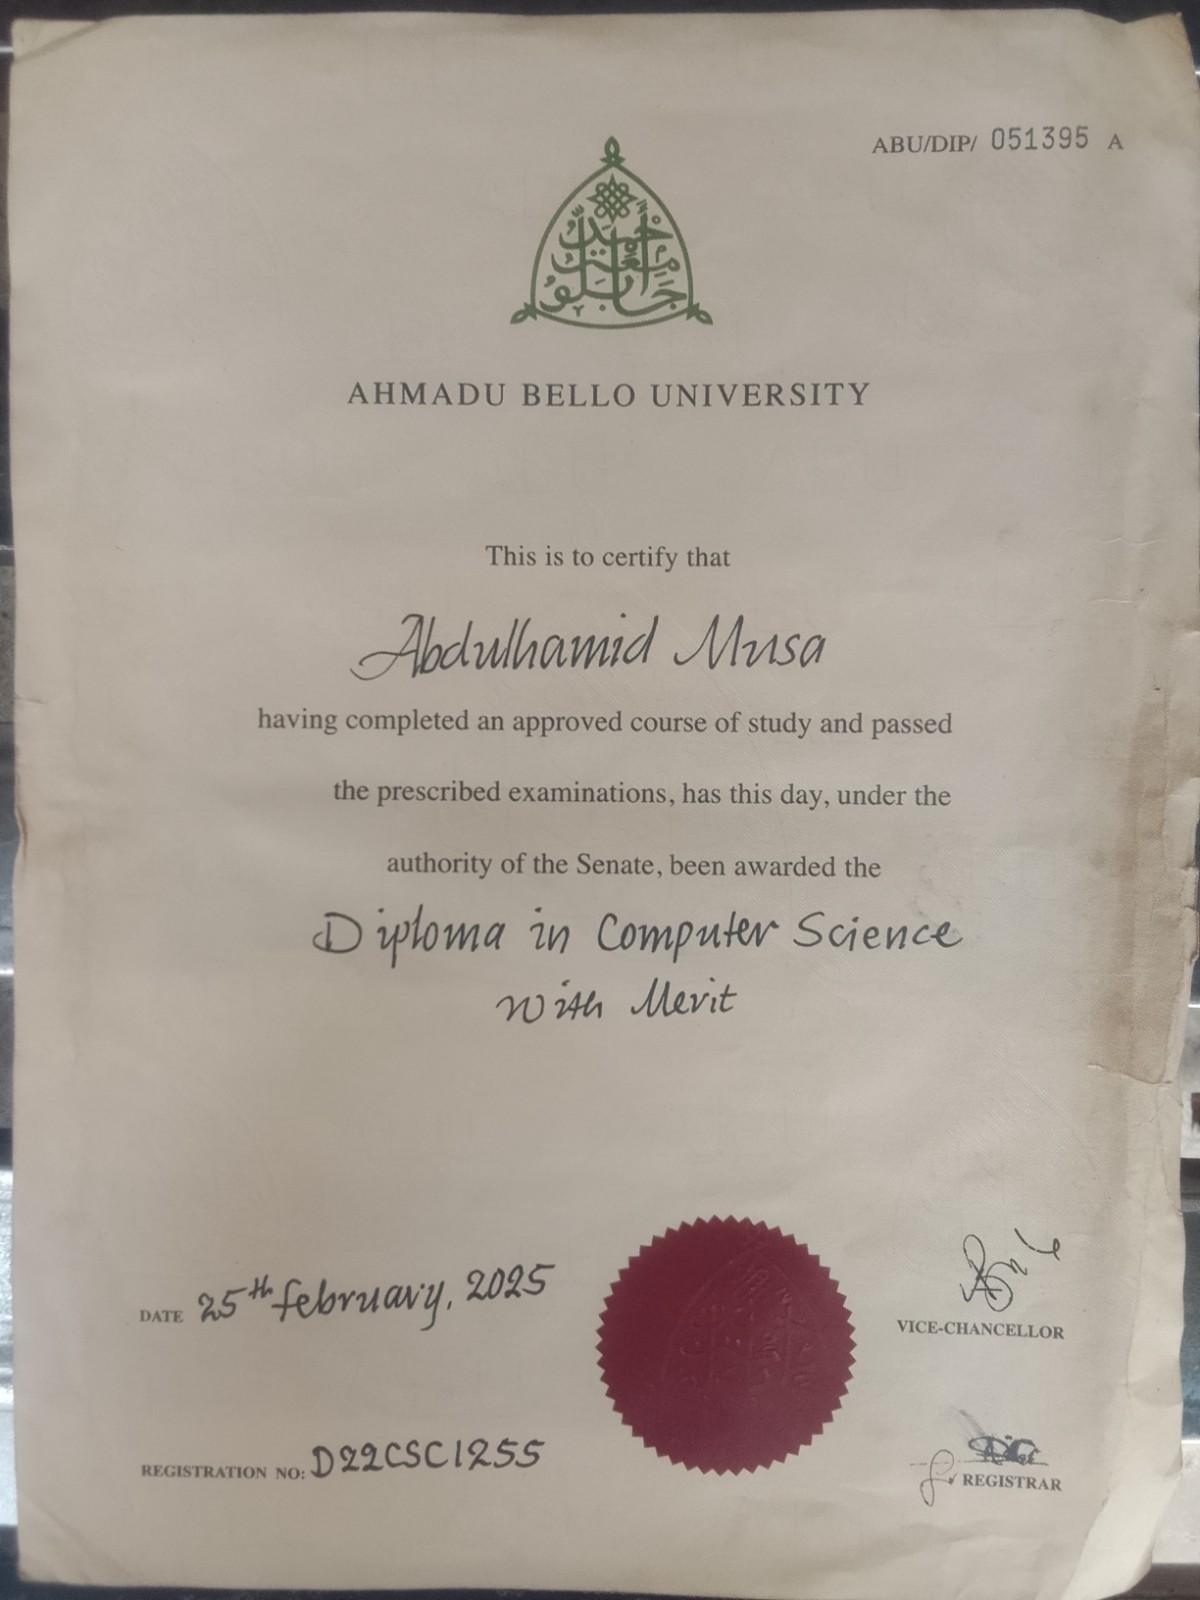 ABU/DIP/ 051395 A
AHMADU BELLO UNIVERSITY
This is to certify that
Abdulhamid Musa
having completed an approved course of study and passed
the prescribed examinations, has this day, under the
authority of the Senate, been awarded the
Diploma in Computer Science
With Merit
DATE 25th february, 2025
VICE-CHANCELLOR
REGISTRATION NO: D22CSC1255
REGISTRAR